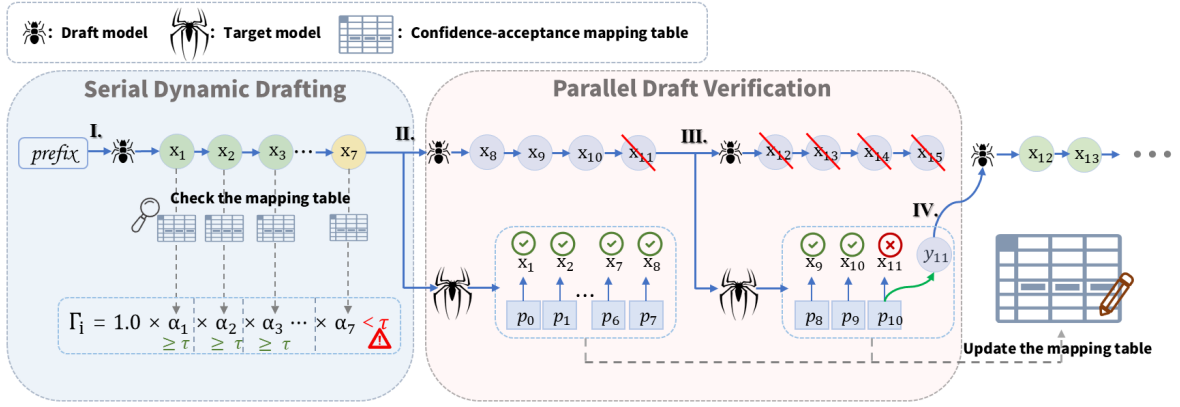 : Draft model : Target model : Confidence-acceptance mapping table
Serial Dynamic Drafting
Parallel Draft Verification
I. II. III.
prefix x₁ x₂ x₃ ... x₇ x₈ x₉ x₁₀ x₁₁ x₁₂ x₁₃ x₁₄ x₁₅ x₁₂ x₁₃ ...
Check the mapping table
IV.
x₁ x₂ x₇ x₈ x₉ x₁₀ x₁₁ y₁₁
...
p₀ p₁ p₆ p₇ p₈ p₉ p₁₀
Γᵢ = 1.0 × α₁ × α₂ × α₃ ··· × α₇ < τ
≥ τ ≥ τ ≥ τ
Update the mapping table